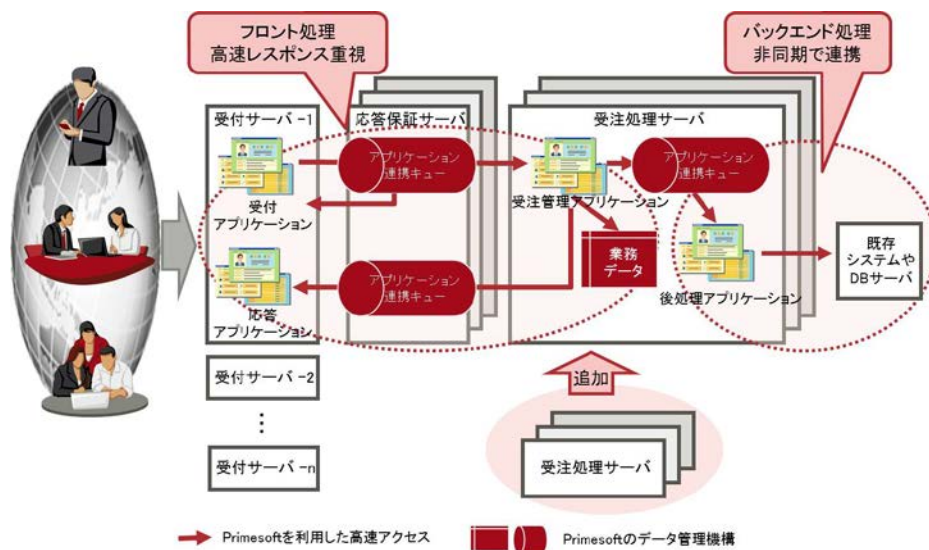 フロント処理
高速レスポンス重視
バックエンド処理
非同期で連携
受付サーバ -1
応答保証サーバ
受注処理サーバ
アプリケーション
連携キュー
アプリケーション
連携キュー
受付
アプリケーション
受注管理アプリケーション
業務
データ
既存
システムや
DBサーバ
アプリケーション
連携キュー
後処理アプリケーション
応答
アプリケーション
受付サーバ -2
⋮
追加
受付サーバ -n
受注処理サーバ
Primesoftを利用した高速アクセス
Primesoftのデータ管理機構